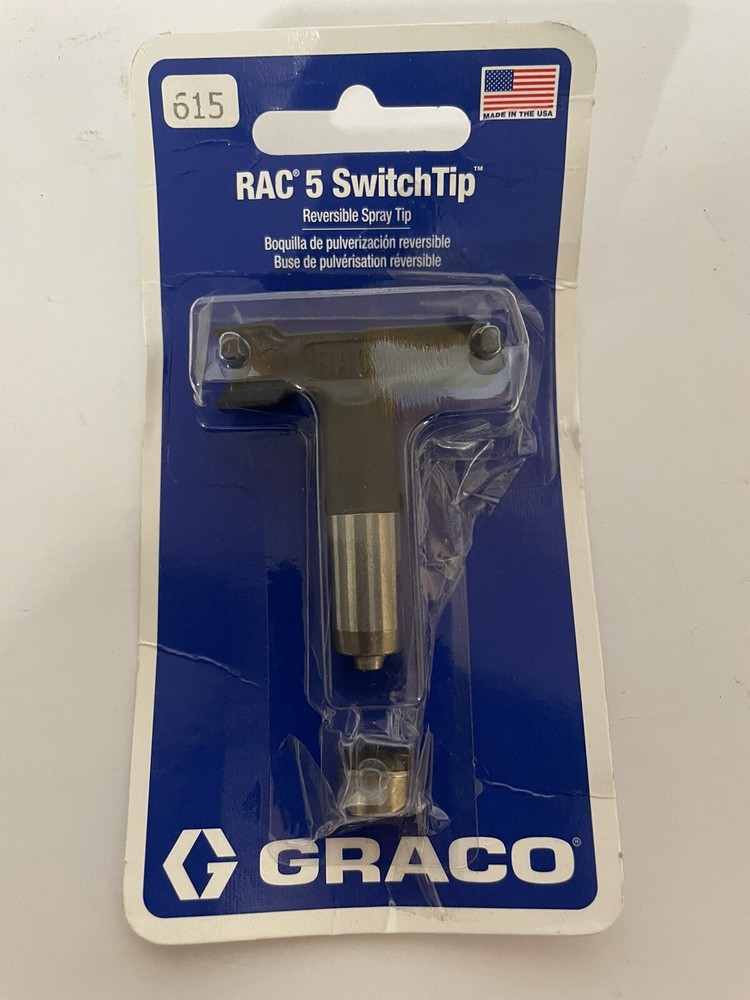 615
MADE IN THE USA
RAC® 5 SwitchTip™
Reversible Spray Tip
Boquilla de pulverización reversible
Buse de pulvérisation réversible
RAC
GRACO®